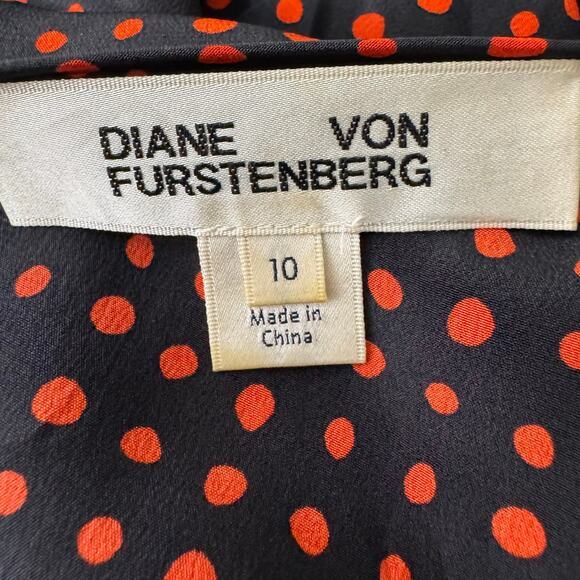 DIANE VON
FURSTENBERG
10
Made in
China